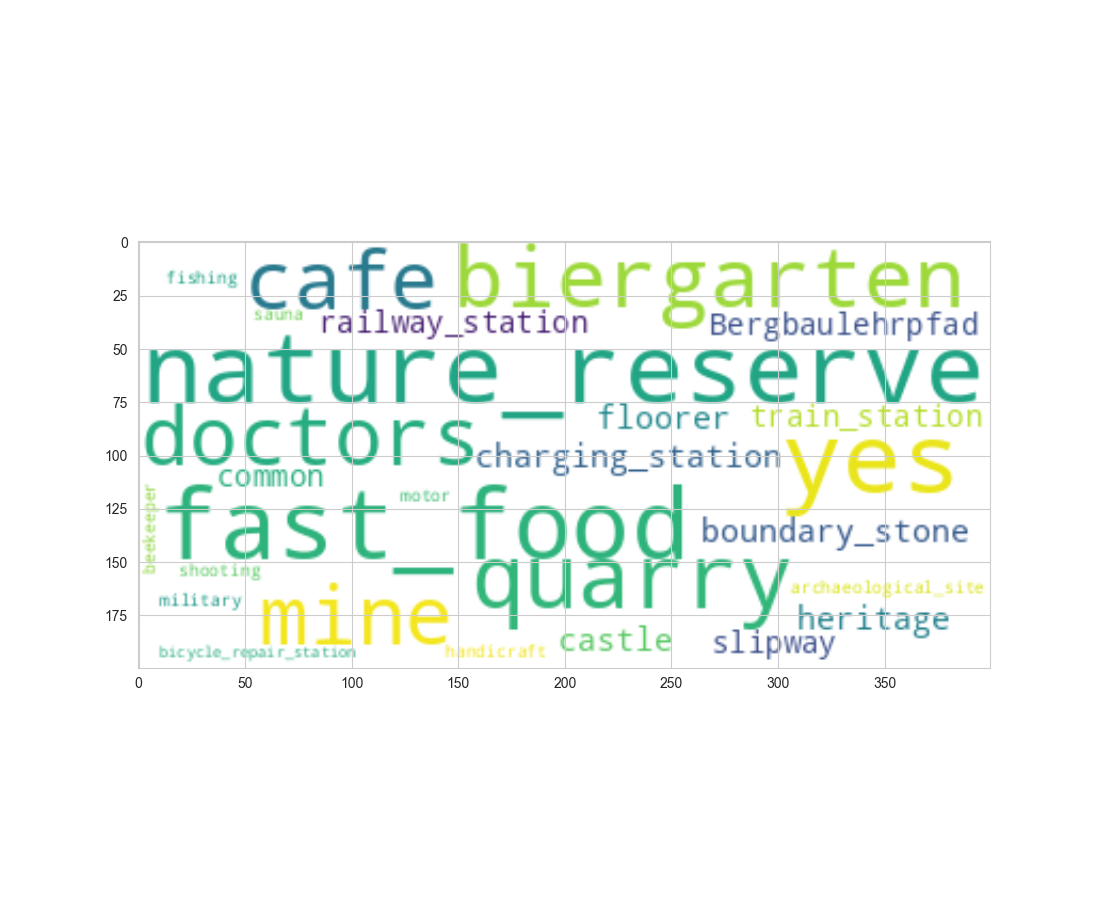 0
fishing cafe biergarten
25
sauna railway_station Bergbaulehrpfad
50
nature_reserve
75
doctors floorer train_station
100
charging_station yes
common
125
beekeeper fast_food motor
boundary_stone
150
shooting quarry archaeological_site
military mine
175
heritage
castle slipway
bicycle_repair_station handicraft
0 50 100 150 200 250 300 350